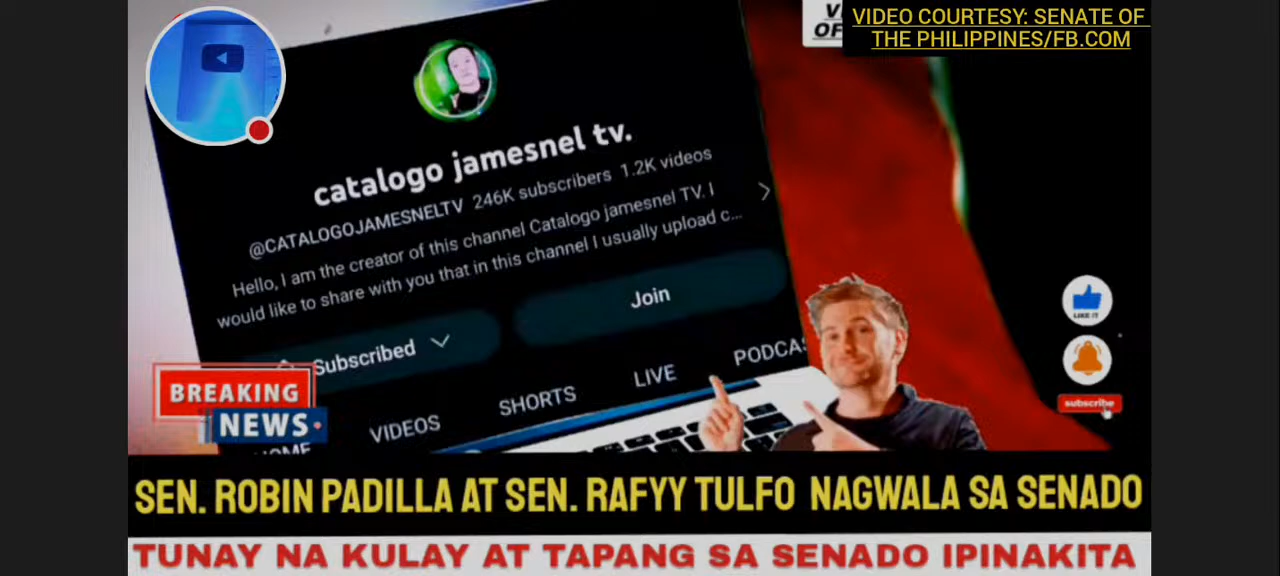 VIDEO COURTESY: SENATE OF
THE PHILIPPINES/FB.COM
catalogo jamesnel tv.
@CATALOGOJAMESNELTV 246K subscribers 1.2K videos
Hello, I am the creator of this channel Catalogo jamesnel TV. I
would like to share with you that in this channel I usually upload c...
Subscribed
Join
VIDEOS
SHORTS
LIVE
LIKE IT
subscribe
BREAKING
NEWS
SEN. ROBIN PADILLA AT SEN. RAFYY TULFO NAGWALA SA SENADO
TUNAY NA KULAY AT TAPANG SA SENADO IPINAKITA